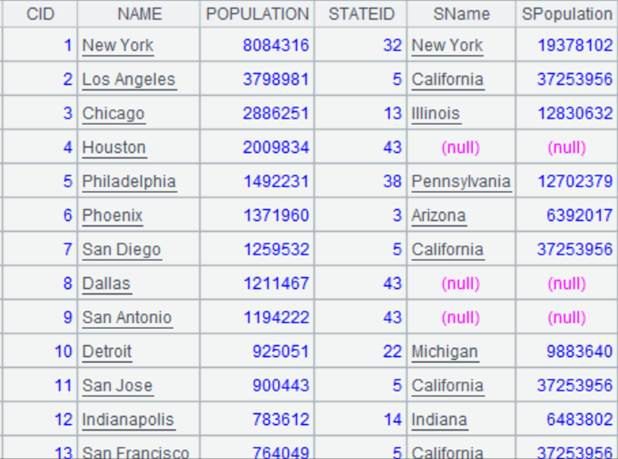 CID NAME POPULATION STATEID SName SPopulation
1 New York 8084316 32 New York 19378102
2 Los Angeles 3798981 5 California 37253956
3 Chicago 2886251 13 Illinois 12830632
4 Houston 2009834 43 (null) (null)
5 Philadelphia 1492231 38 Pennsylvania 12702379
6 Phoenix 1371960 3 Arizona 6392017
7 San Diego 1259532 5 California 37253956
8 Dallas 1211467 43 (null) (null)
9 San Antonio 1194222 43 (null) (null)
10 Detroit 925051 22 Michigan 9883640
11 San Jose 900443 5 California 37253956
12 Indianapolis 783612 14 Indiana 6483802
13 San Francisco 764049 5 California 37253956